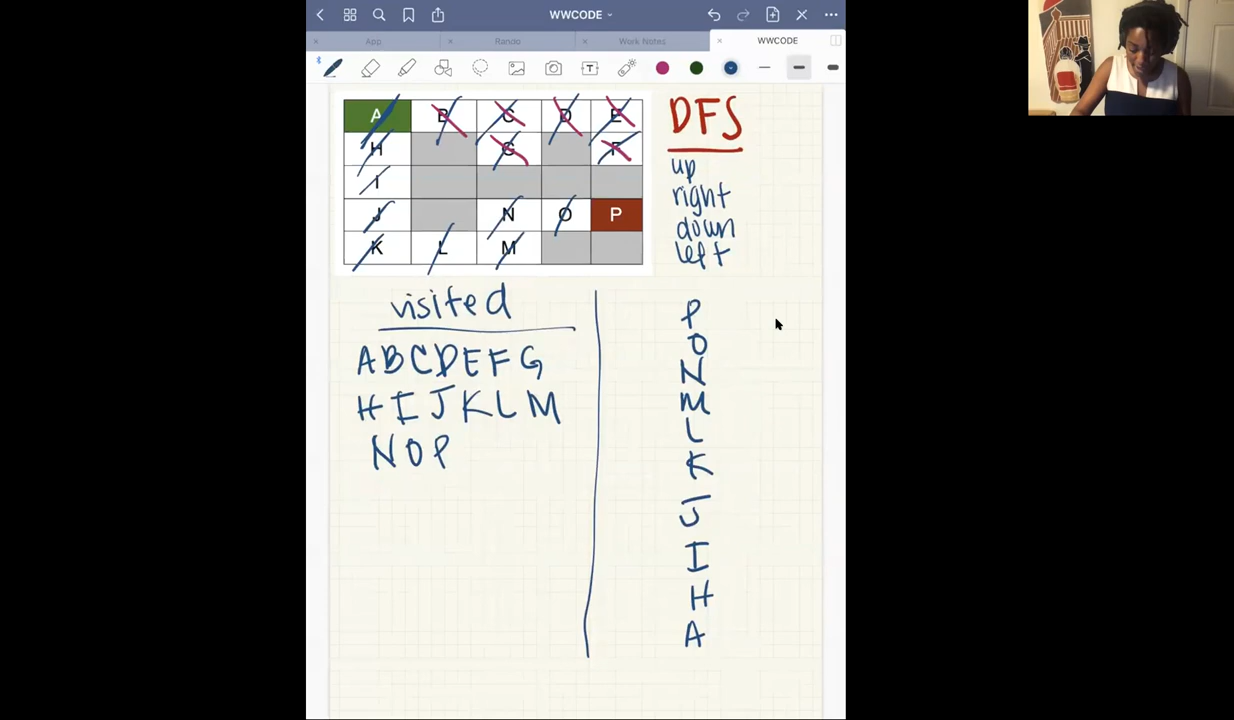 WWCODE
App
Rando
Work Notes
WWCODE
T
A B C D E
H G F
I
J N O P
K L M
DFS
up
right
down
left
visited
ABCDEFG
HIJKLM
NOP
P
O
N
M
L
K
J
I
H
A